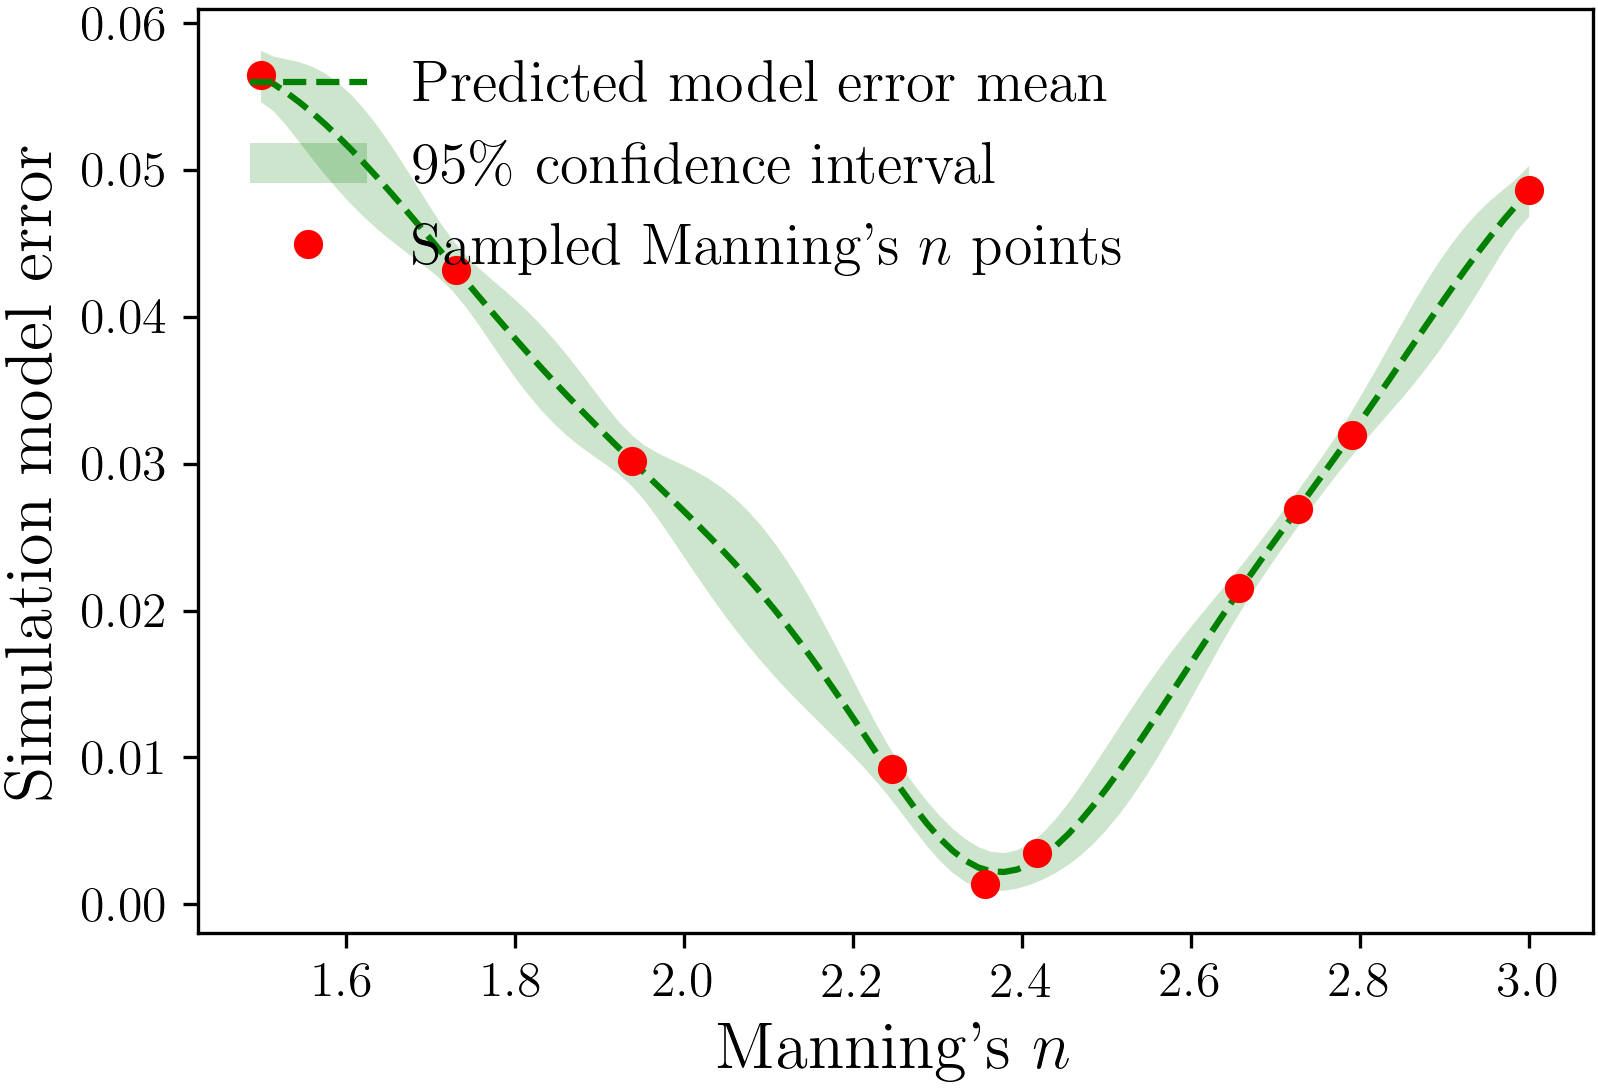 0.06
0.05
0.04
0.03
0.02
0.01
0.00
Simulation model error
Predicted model error mean
95% confidence interval
Sampled Manning's n points
1.6 1.8 2.0 2.2 2.4 2.6 2.8 3.0
Manning's n